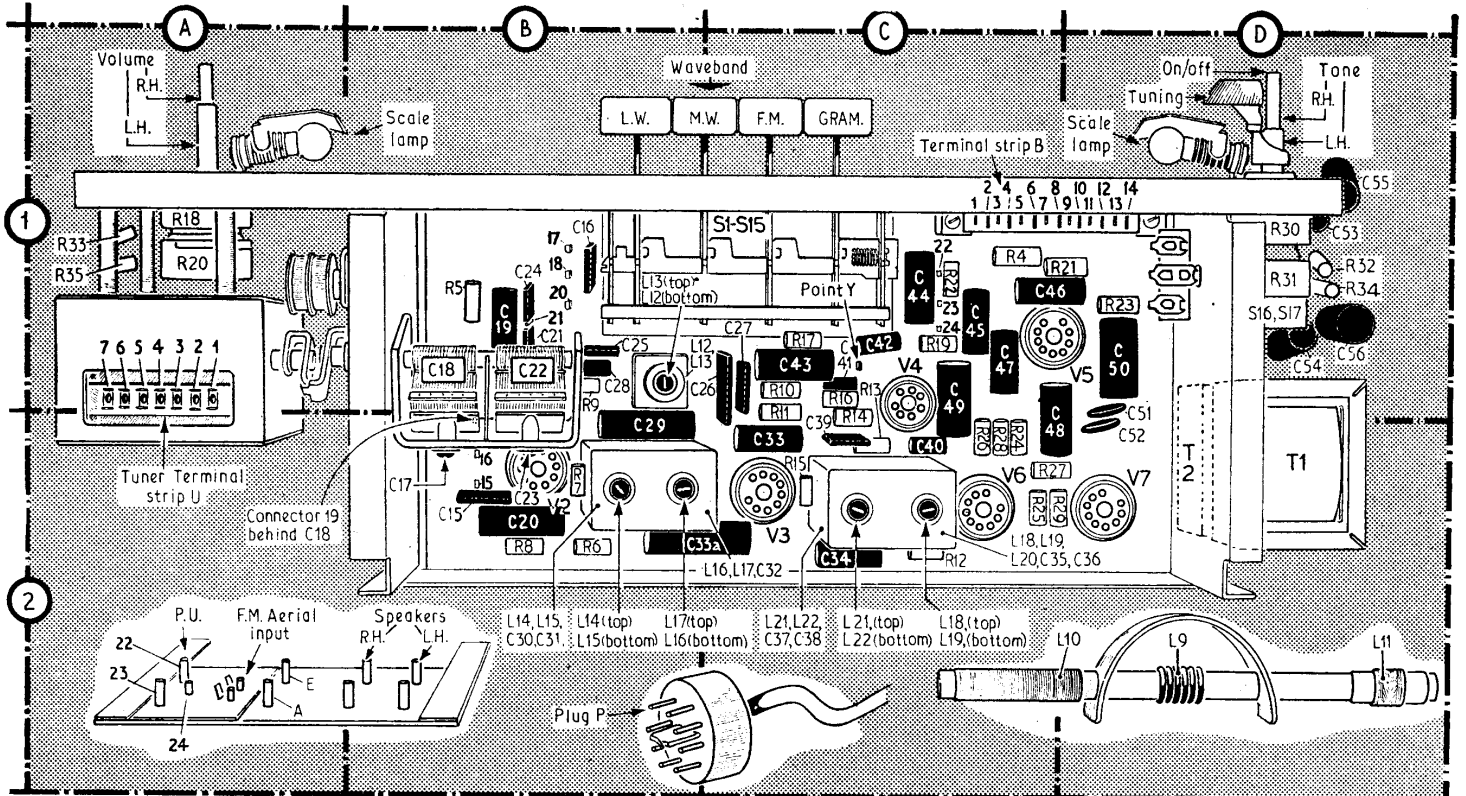 A
B
C
D
Volume
R.H.
L.H.
Scale lamp
Waveband
L.W.
M.W.
F.M.
GRAM.
Terminal strip B
On/off
Tuning
Tone
R.H.
L.H.
Scale lamp
1
2 4 6 8 10 12 14
1 3 5 7 9 11 13
C55
R18
R33
R35
R20
C16
17
18
20
21
C24
C21
R5
C19
S1-S15
L13(top)
L12(bottom)
Point Y
22
R22
23
24
C44
C45
R4
R21
C46
R23
R30
C53
R31
R32
R34
S16,S17
C56
C54
7 6 5 4 3 2 1
C18
C22
C25
C28
R9
L12
L13
C26
C27
R17
C43
C42
C41
R19
R10
R11
R16
R13
R14
V4
C49
C47
V5
C50
C29
C33
C39
C40
C48
R26
R28
R24
C51
C52
Tuner Terminal
strip U
C17
16
15
C15
C23
V2
R7
R15
V3
V6
R27
V7
R25
R29
T2
T1
Connector 19
behind C18
C20
R8
R6
C33a
C34
R12
L16,L17,C32
L18,L19,
L20,C35,C36
2
L14,L15,
C30,C31.
L14(top)
L15(bottom)
L17(top)
L16(bottom)
L21,L22,
C37,C38
L21,(top)
L22(bottom)
L18,(top)
L19,(bottom)
P.U.
F.M. Aerial
input
Speakers
R.H.
L.H.
22
23
24
E
A
Plug P
L10
L9
L11